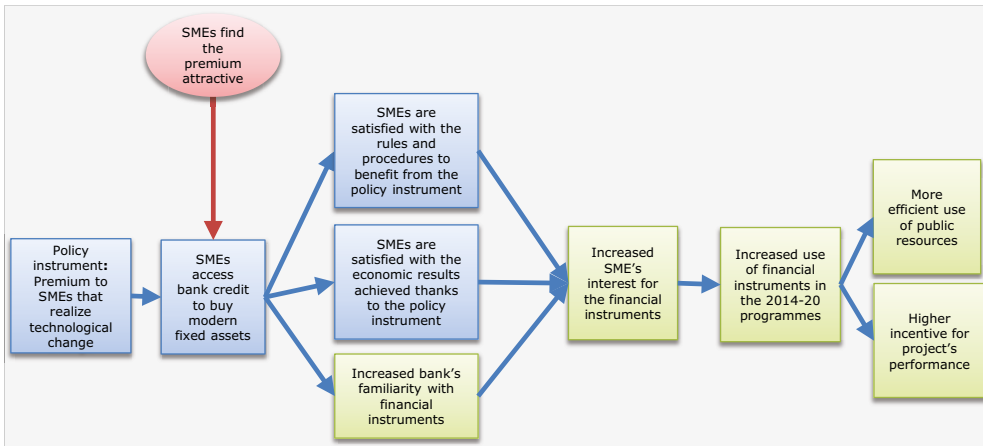 SMEs find
the
premium
attractive
Policy
instrument:
Premium to
SMEs that
realize
technological
change
SMEs
access
bank credit
to buy
modern
fixed assets
SMEs are
satisfied with the
rules and
procedures to
benefit from the
policy instrument
SMEs are
satisfied with the
economic results
achieved thanks to
the policy
instrument
Increased bank’s
familiarity with
financial
instruments
Increased
SME’s
interest for
the financial
instruments
Increased use
of financial
instruments in
the 2014-20
programmes
More
efficient use
of public
resources
Higher
incentive for
project’s
performance